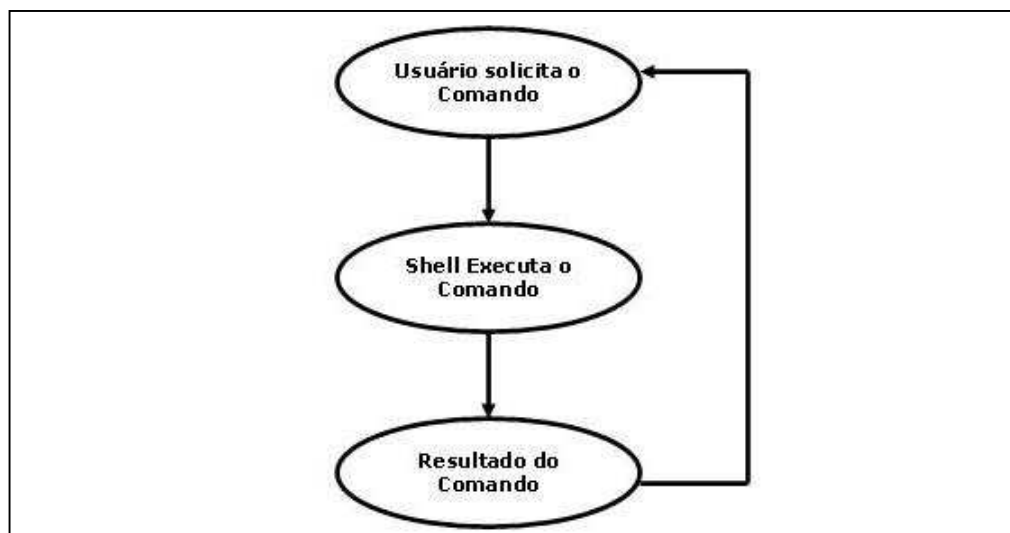 Usuário solicita o
Comando
Shell Executa o
Comando
Resultado do
Comando